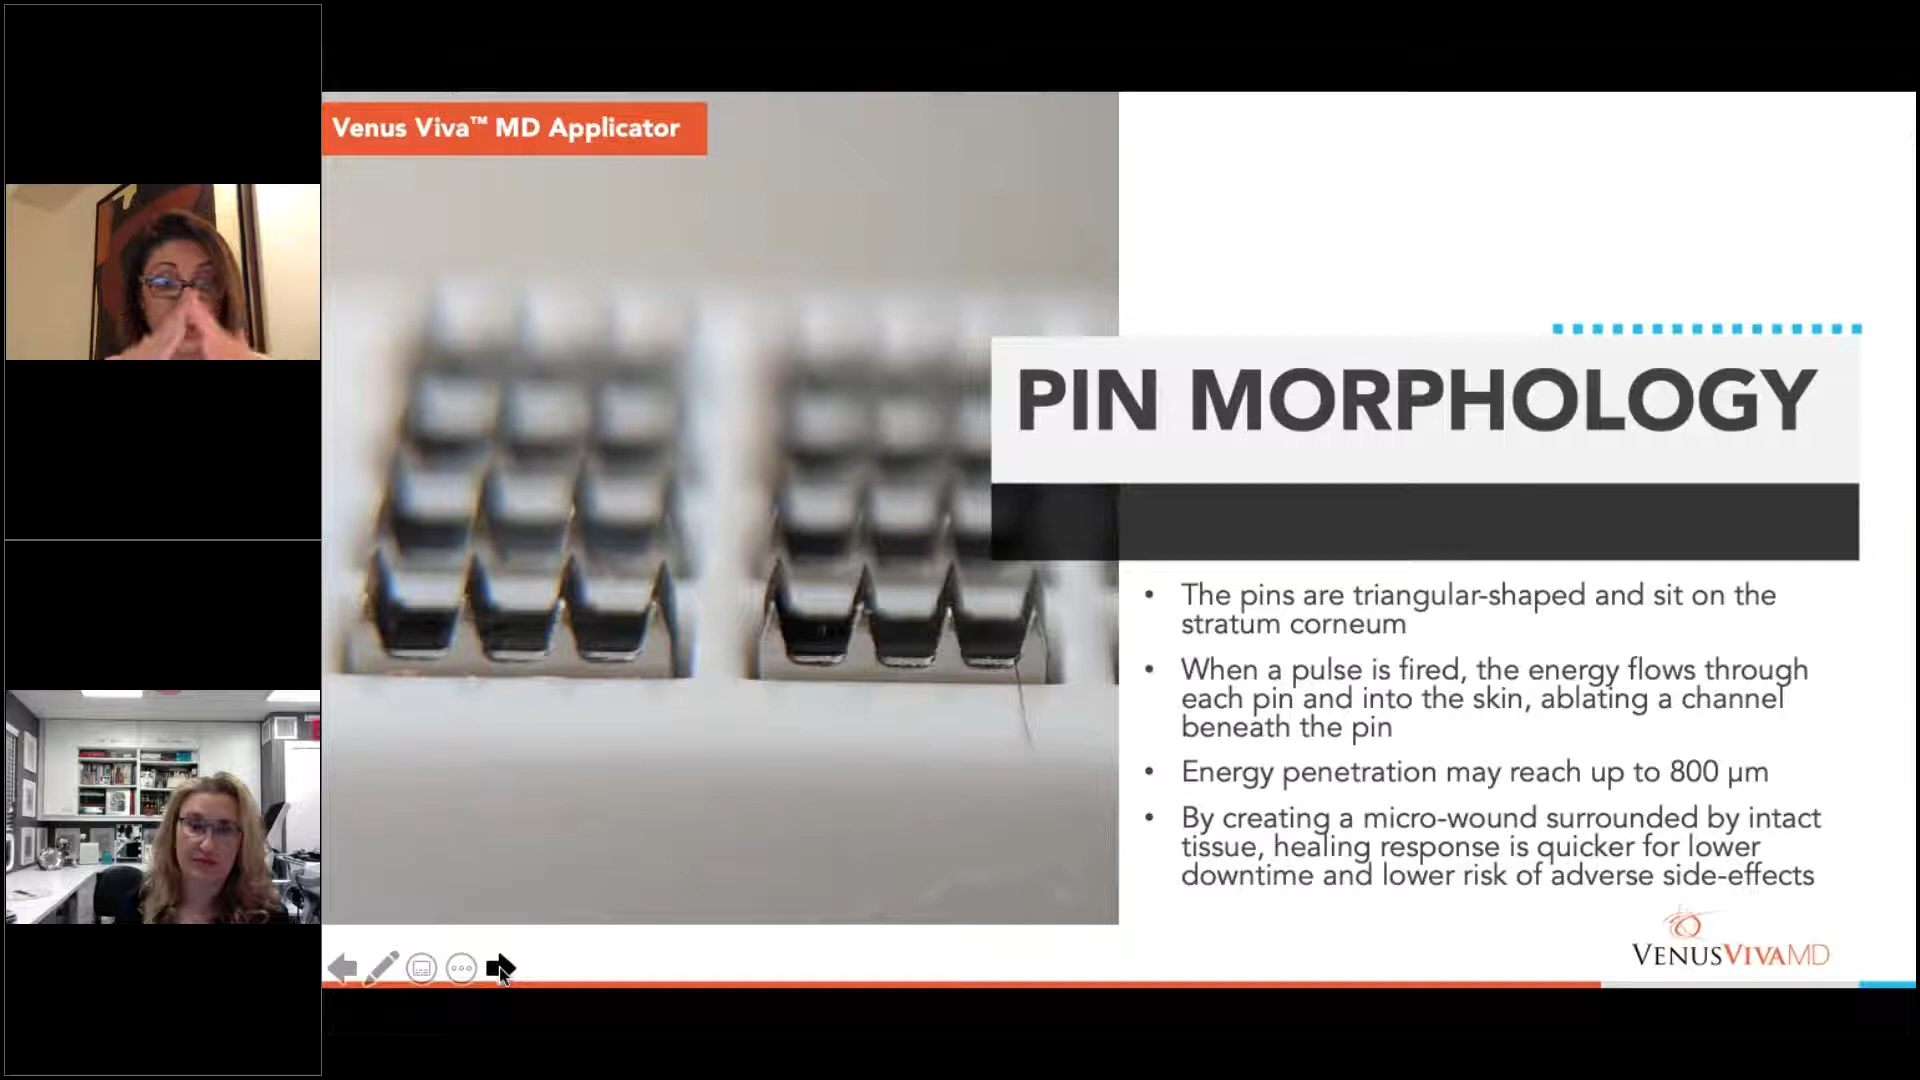 Venus Viva™ MD Applicator
PIN MORPHOLOGY
• The pins are triangular-shaped and sit on the
stratum corneum
• When a pulse is fired, the energy flows through
each pin and into the skin, ablating a channel
beneath the pin
• Energy penetration may reach up to 800 µm
• By creating a micro-wound surrounded by intact
tissue, healing response is quicker for lower
downtime and lower risk of adverse side-effects
VENUSVIVAMD